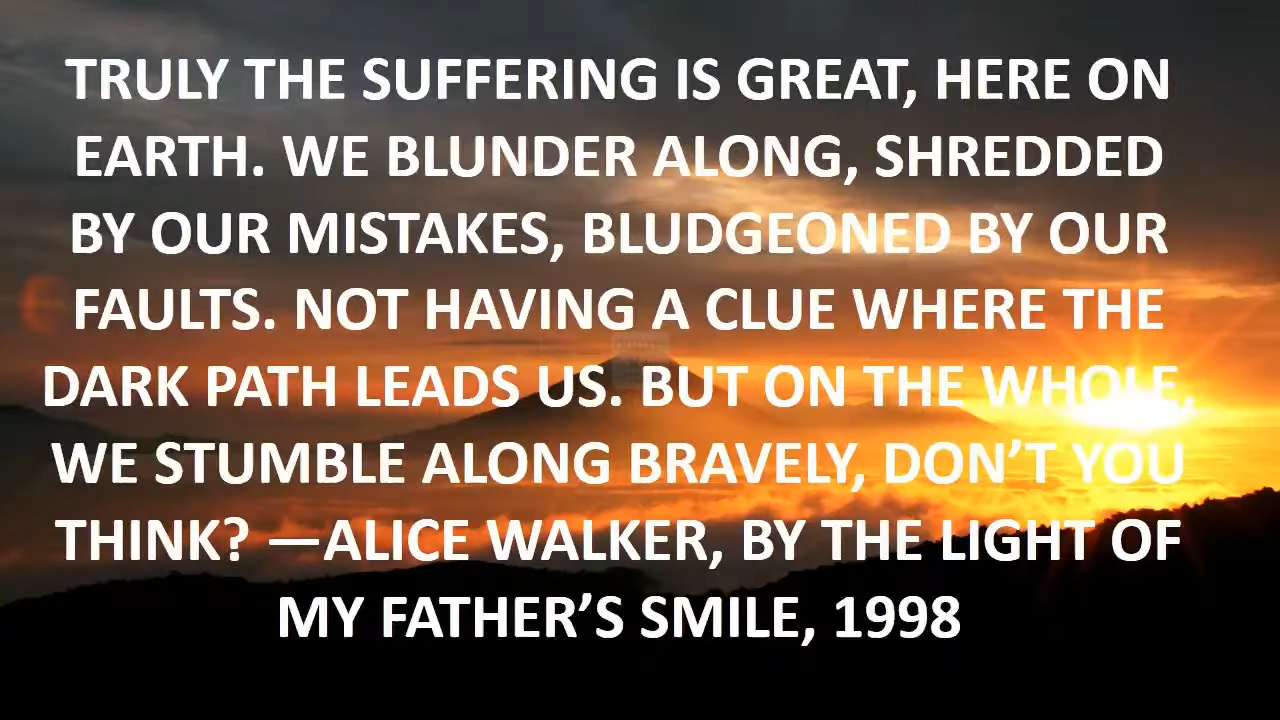 TRULY THE SUFFERING IS GREAT, HERE ON
EARTH. WE BLUNDER ALONG, SHREDDED
BY OUR MISTAKES, BLUDGEONED BY OUR
FAULTS. NOT HAVING A CLUE WHERE THE
DARK PATH LEADS US. BUT ON THE WHOLE,
WE STUMBLE ALONG BRAVELY, DON’T YOU
THINK? —ALICE WALKER, BY THE LIGHT OF
MY FATHER’S SMILE, 1998